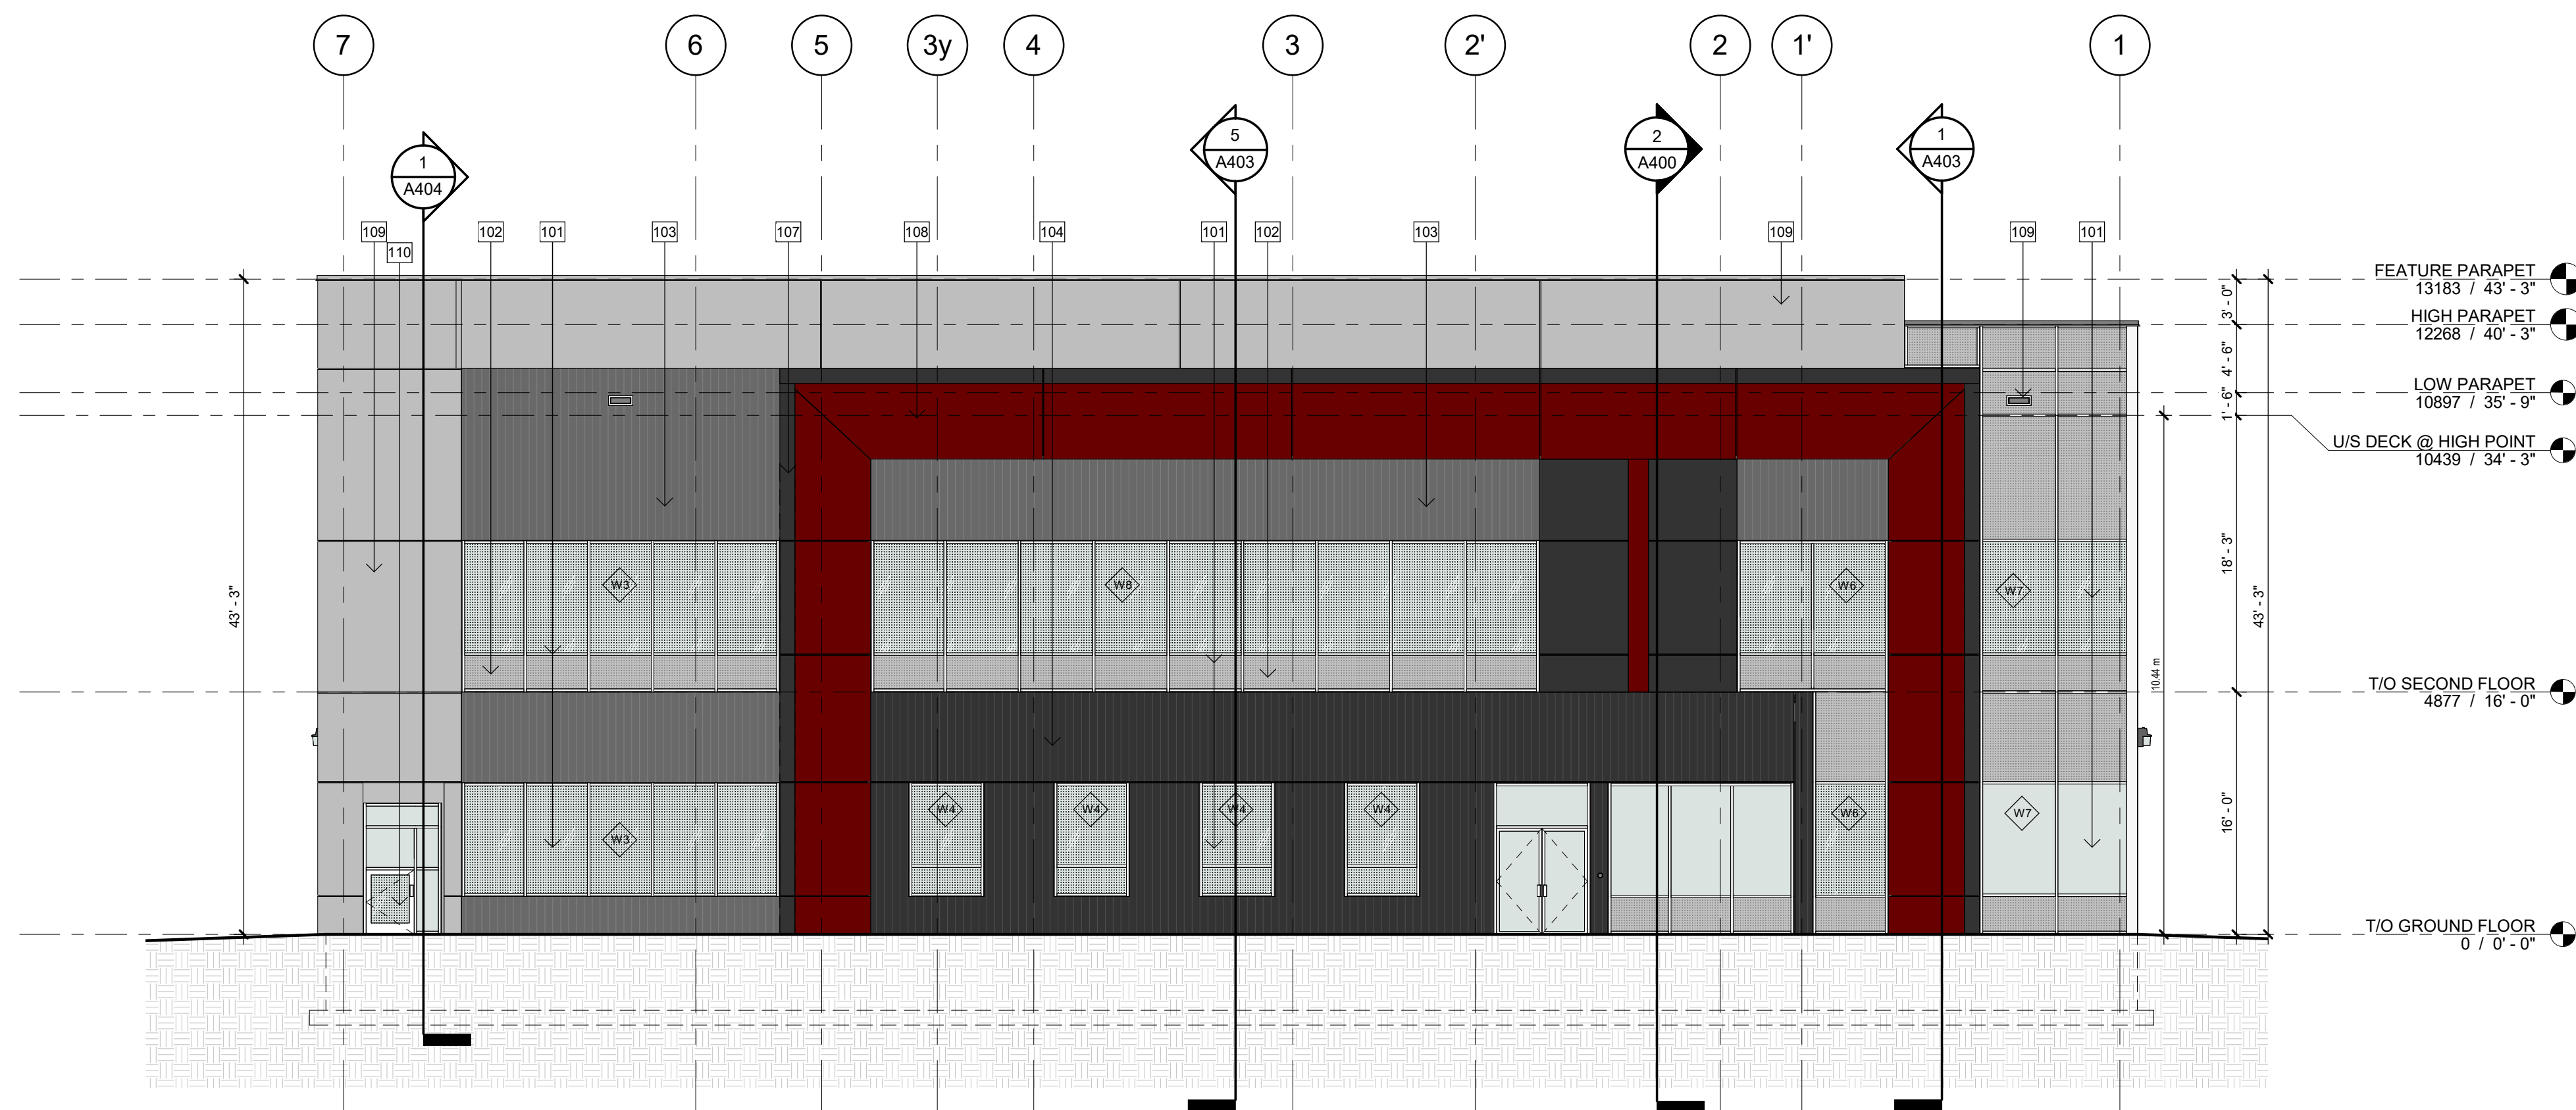 7
6
5
3y
4
3
2'
2
1'
1
1
A404
5
A403
2
A400
1
A403
109
110
102
101
103
107
108
104
101
102
103
109
109
101
FEATURE PARAPET
13183 / 43' - 3"
HIGH PARAPET
12268 / 40' - 3"
LOW PARAPET
10897 / 35' - 9"
U/S DECK @ HIGH POINT
10439 / 34' - 3"
T/O SECOND FLOOR
4877 / 16' - 0"
T/O GROUND FLOOR
0 / 0' - 0"
3' - 0"
4' - 6"
1' - 6"
18' - 3"
16' - 0"
43' - 3"
10.44 m
43' - 3"
W3
W8
W6
W7
W3
W4
W4
W4
W4
W6
W7